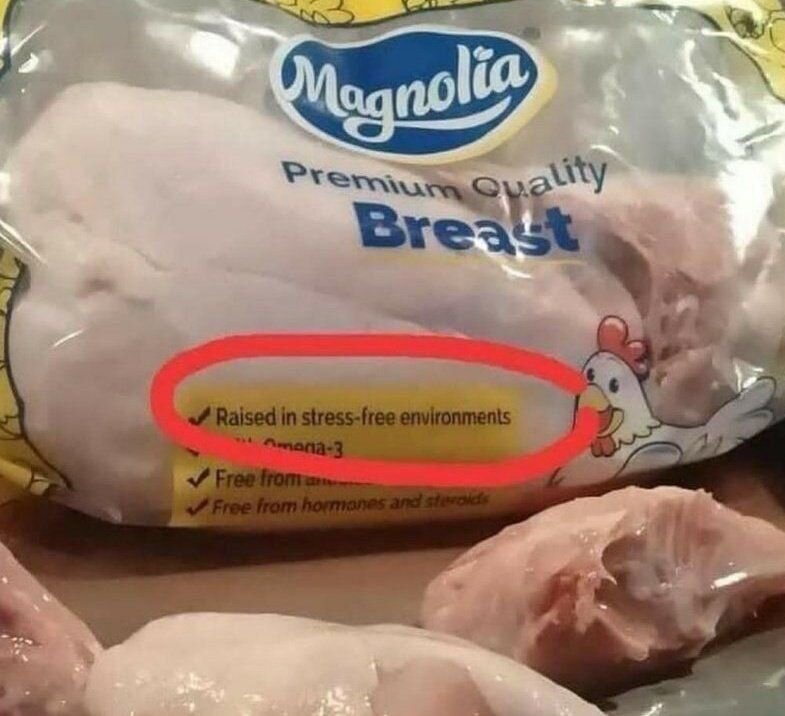 Magnolia
Premium Quality
Breast
✓ Raised in stress-free environments
Omega-3
✓ Free from
✓ Free from hormones and steroids